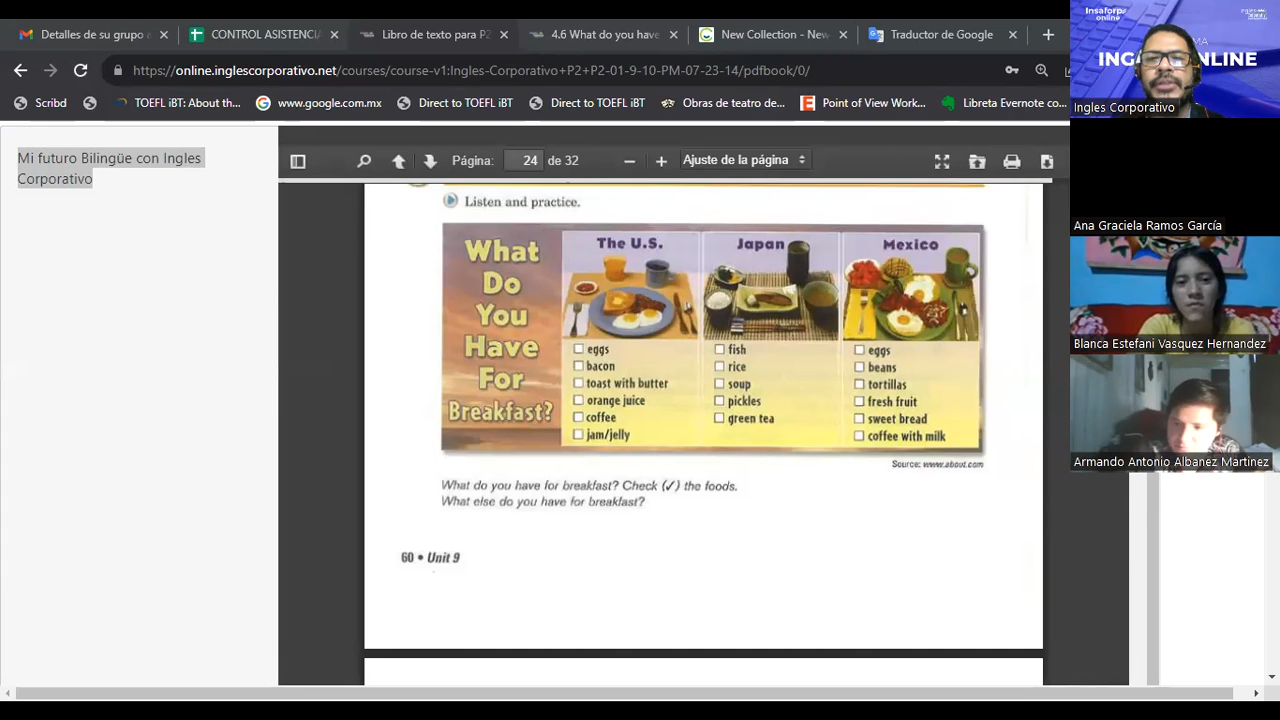 Detalles de su grupo a
CONTROL ASISTENCIA
Libro de texto para P2
4.6 What do you have
New Collection - New
Traductor de Google
https://online.inglescorporativo.net/courses/course-v1:Ingles-Corporativo+P2+P2-01-9-10-PM-07-23-14/pdfbook/0/
Scribd
TOEFL iBT: About th...
www.google.com.mx
Direct to TOEFL iBT
Direct to TOEFL iBT
Obras de teatro de...
Point of View Work...
Libreta Evernote co...
Mi futuro Bilingüe con Ingles
Corporativo
Página: 24 de 32
Ajuste de la página
Listen and practice.
What
Do
You
Have
For
Breakfast?
The U.S.
eggs
bacon
toast with butter
orange juice
coffee
jam/jelly
Japan
fish
rice
soup
pickles
green tea
Mexico
eggs
beans
tortillas
fresh fruit
sweet bread
coffee with milk
Source: www.about.com
What do you have for breakfast? Check (✓) the foods.
What else do you have for breakfast?
60 • Unit 9
Insaforp
online
Ingles Corporativo
Ana Graciela Ramos García
Blanca Estefani Vasquez Hernandez
Armando Antonio Albanez Martinez